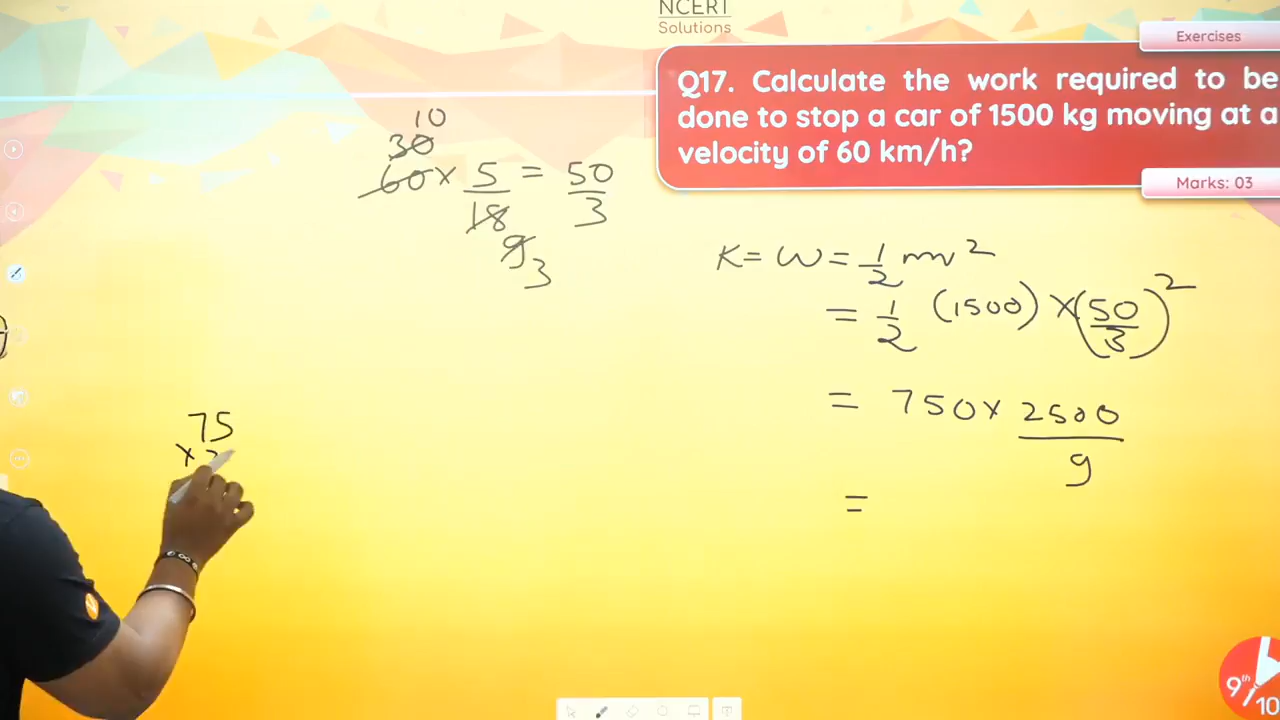 NCERT
Solutions
Exercises
Q17. Calculate the work required to be
done to stop a car of 1500 kg moving at a
velocity of 60 km/h?
Marks: 03
10
30
60 × 5/18 = 50/3
9
3
K = W = 1/2 mv²
= 1/2 (1500) × (50/3)²
= 750 × 2500/9
=
75
×
9th/10